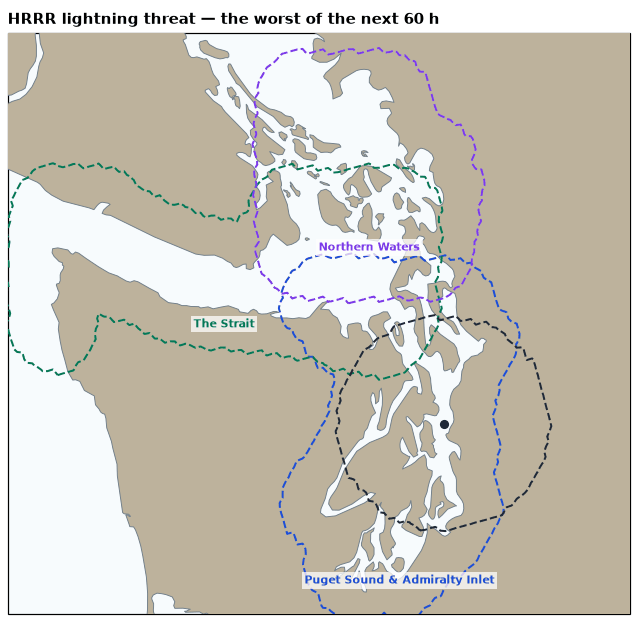 HRRR lightning threat — the worst of the next 60 h
Northern Waters
The Strait
Puget Sound & Admiralty Inlet